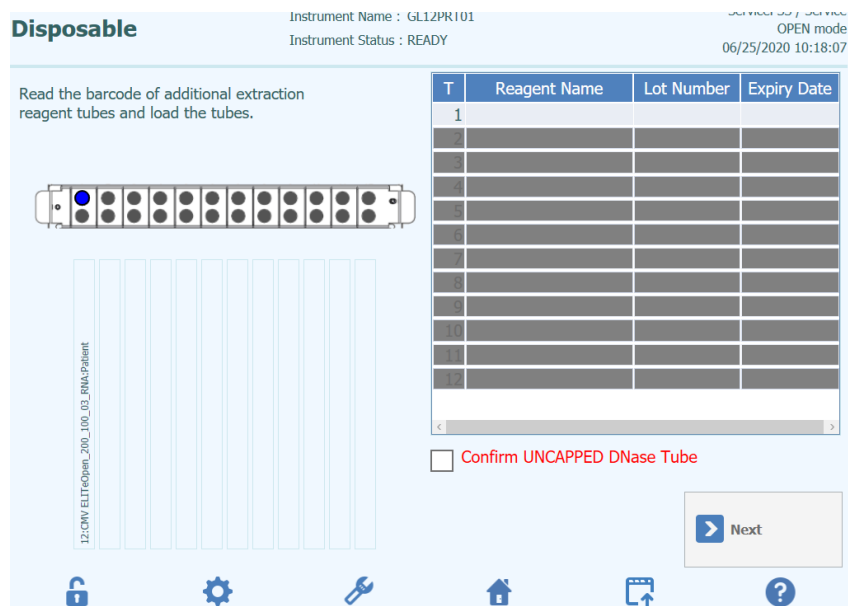 Disposable
Instrument Name : GL12PRT01
Instrument Status : READY
OPEN mode
06/25/2020 10:18:07
Read the barcode of additional extraction
reagent tubes and load the tubes.
T Reagent Name Lot Number Expiry Date
1
2
3
4
5
6
7
8
9
10
11
12
12:CMV ELITeOpen_200_100_03_RNA:Patient
Confirm UNCAPPED DNase Tube
Next